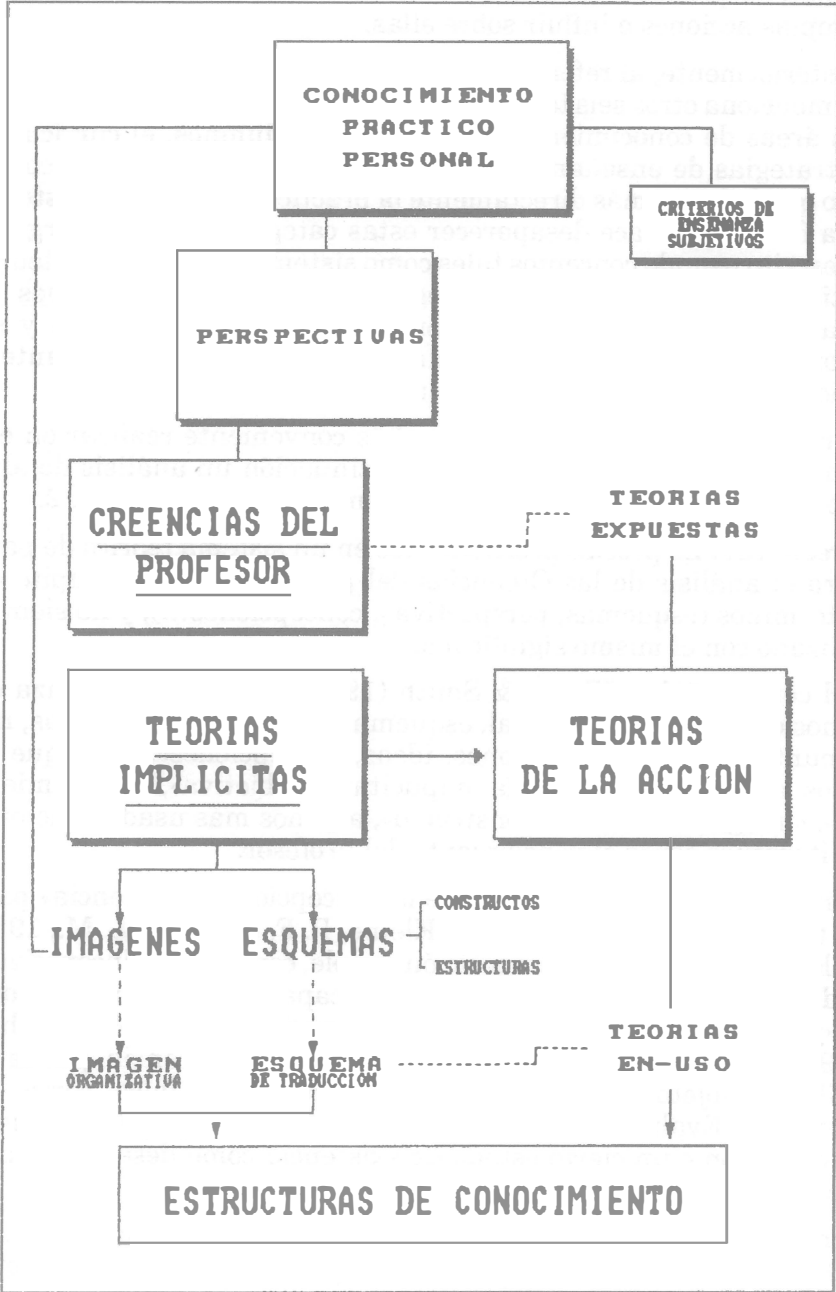 CONOCIMIENTO
PRACTICO
PERSONAL
CRITERIOS DE
ENSENANZA
SUBJETIVOS
PERSPECTIVAS
CREENCIAS DEL
PROFESOR
TEORIAS
EXPUESTAS
TEORIAS
IMPLICITAS
TEORIAS
DE LA ACCION
IMAGENES
ESQUEMAS
CONSTRUCTOS
ESTRUCTURAS
IMAGEN
ORGANIZATIVA
ESQUEMA
DE TRADUCCION
TEORIAS
EN-USO
ESTRUCTURAS DE CONOCIMIENTO